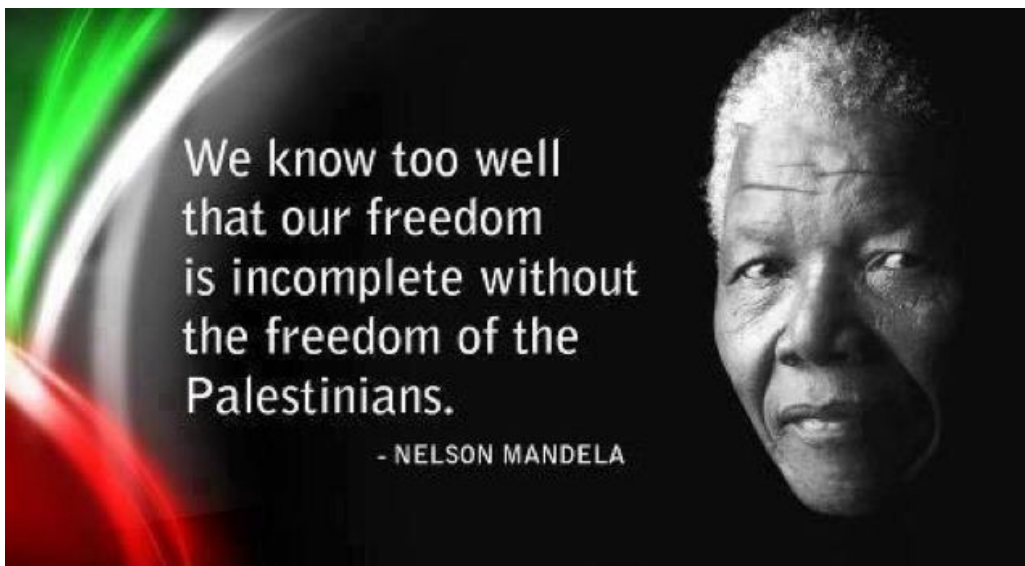 We know too well
that our freedom
is incomplete without
the freedom of the
Palestinians.
- NELSON MANDELA